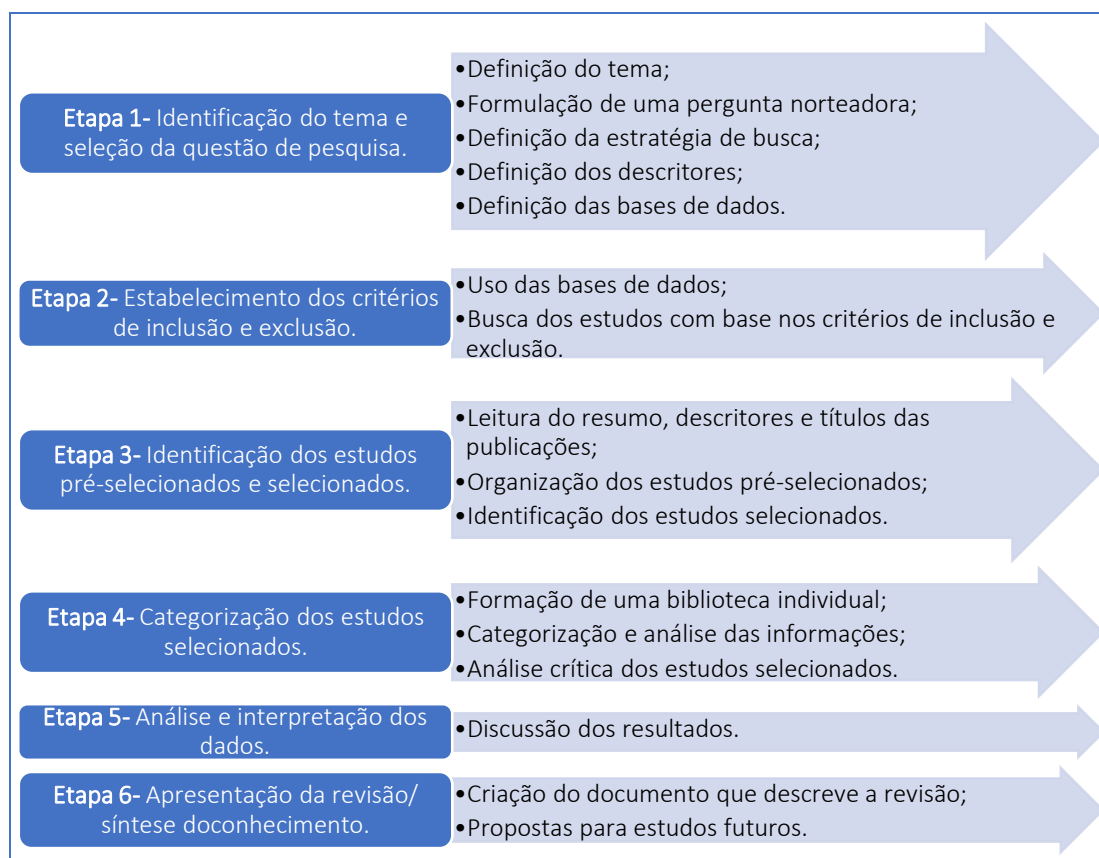 Etapa 1- Identificação do tema e
seleção da questão de pesquisa.
•Definição do tema;
•Formulação de uma pergunta norteadora;
•Definição da estratégia de busca;
•Definição dos descritores;
•Definição das bases de dados.
Etapa 2- Estabelecimento dos critérios
de inclusão e exclusão.
•Uso das bases de dados;
•Busca dos estudos com base nos critérios de inclusão e
exclusão.
Etapa 3- Identificação dos estudos
pré-selecionados e selecionados.
•Leitura do resumo, descritores e títulos das
publicações;
•Organização dos estudos pré-selecionados;
•Identificação dos estudos selecionados.
Etapa 4- Categorização dos estudos
selecionados.
•Formação de uma biblioteca individual;
•Categorização e análise das informações;
•Análise crítica dos estudos selecionados.
Etapa 5- Análise e interpretação dos
dados.
•Discussão dos resultados.
Etapa 6- Apresentação da revisão/
síntese doconhecimento.
•Criação do documento que descreve a revisão;
•Propostas para estudos futuros.